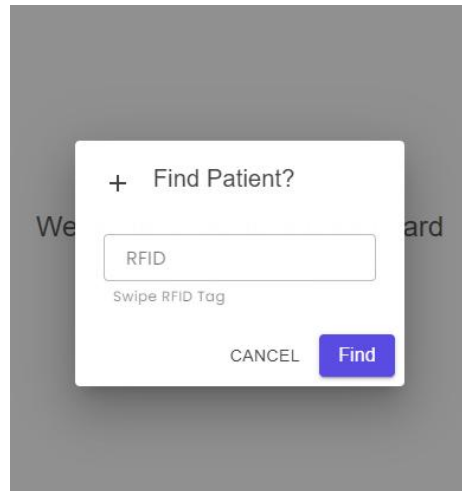 Find Patient?
We
ard
RFID
Swipe RFID Tag
CANCEL Find